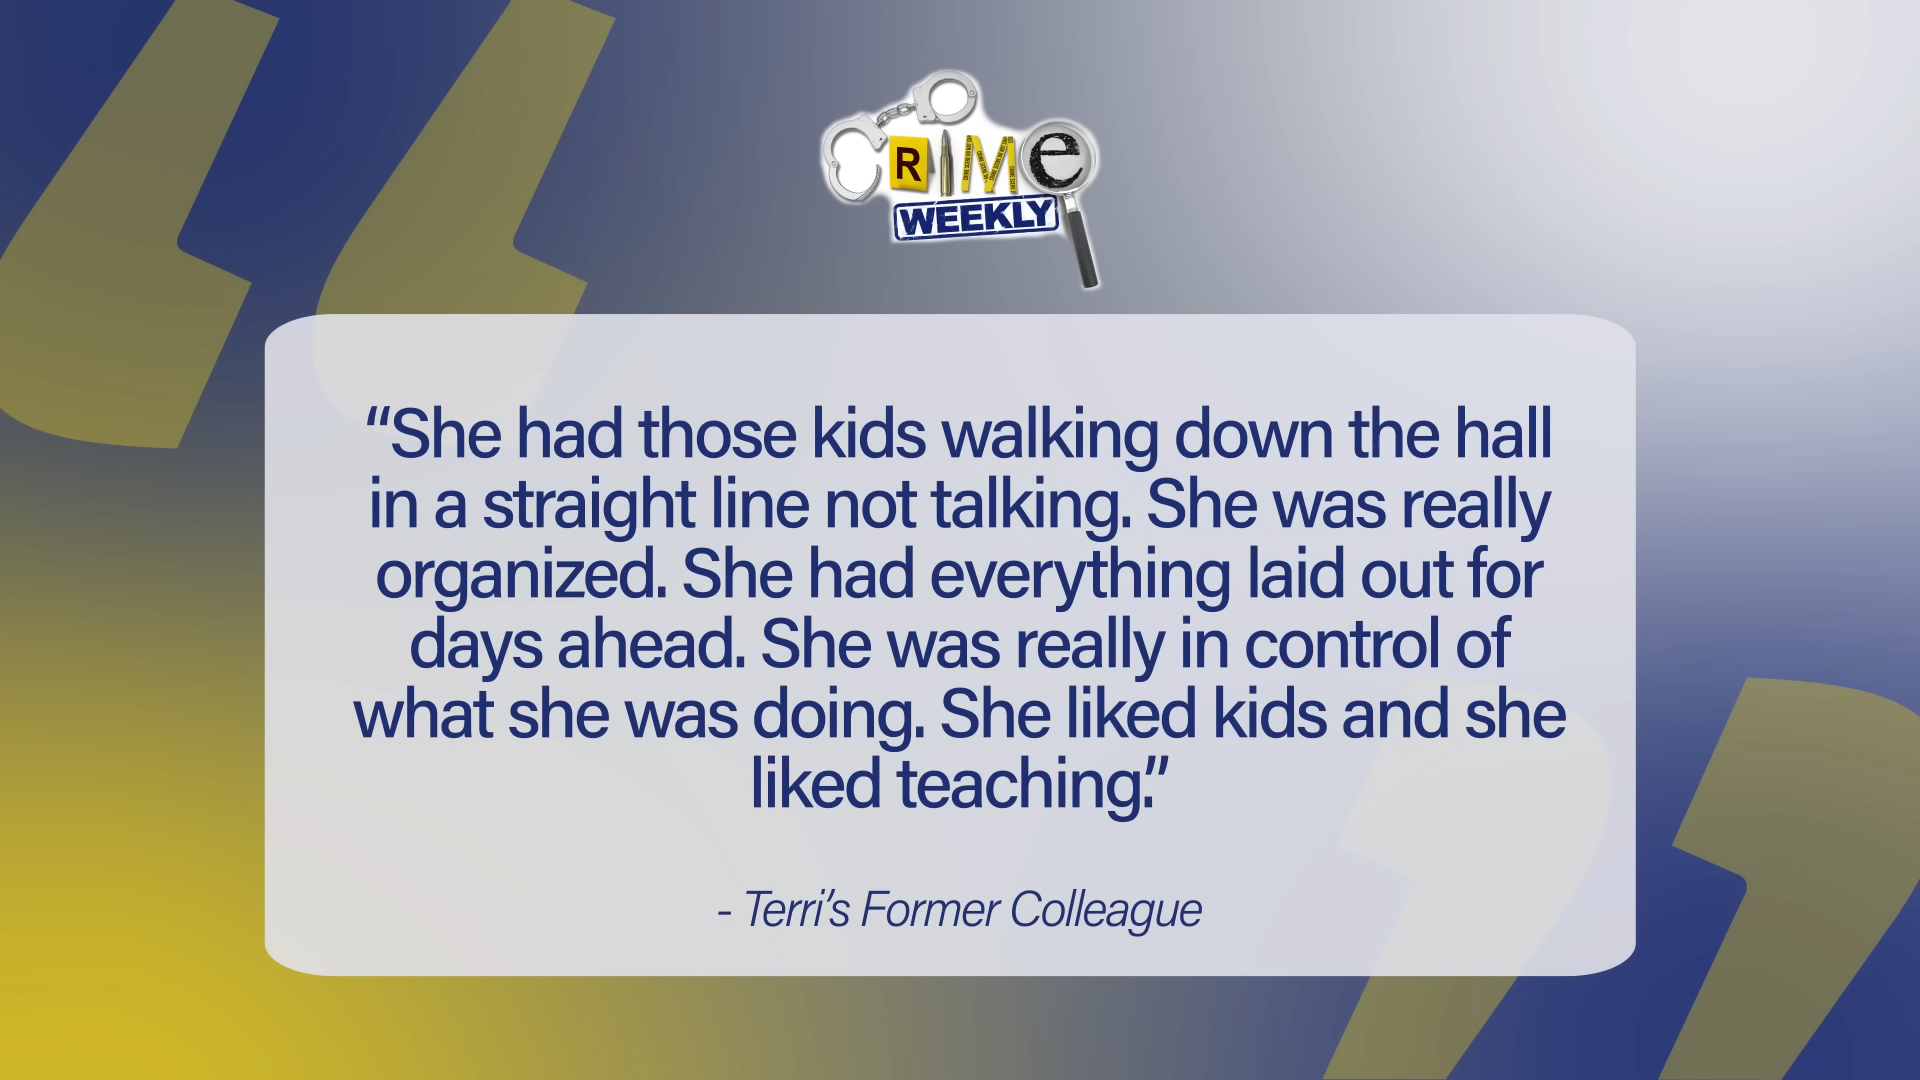 CRIMe
WEEKLY
“She had those kids walking down the hall
in a straight line not talking. She was really
organized. She had everything laid out for
days ahead. She was really in control of
what she was doing. She liked kids and she
liked teaching.”
- Terri’s Former Colleague